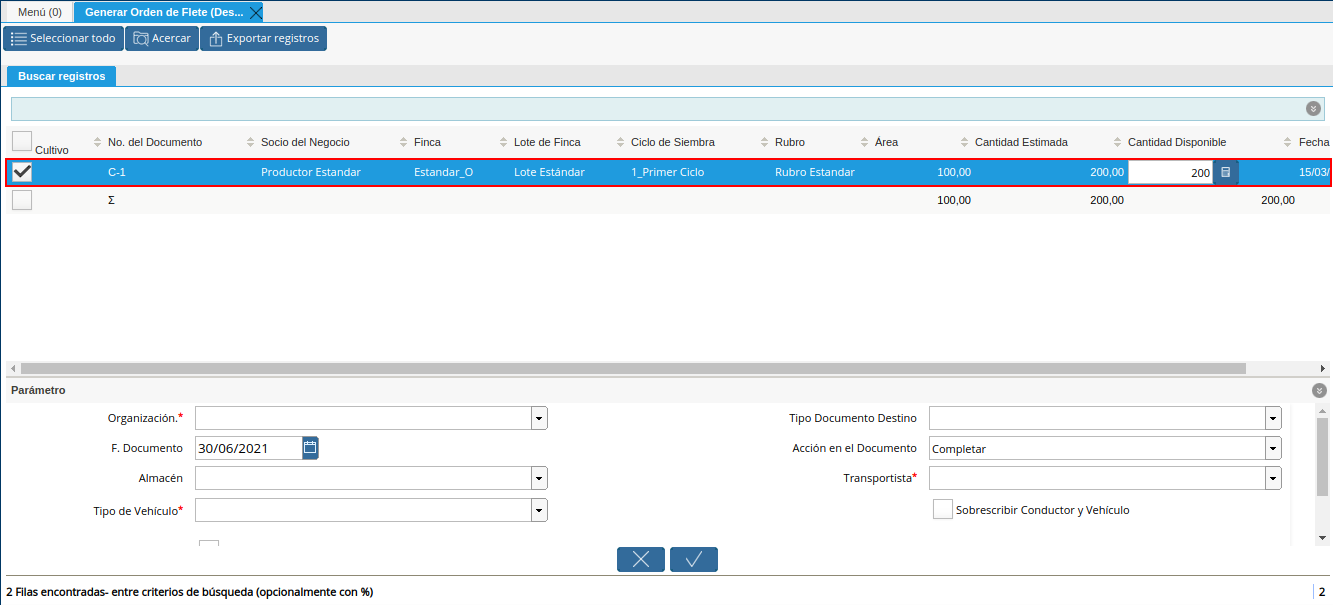 Menú (0) Generar Orden de Flete (Des...
Seleccionar todo Acercar Exportar registros
Buscar registros
Cultivo No. del Documento Socio del Negocio Finca Lote de Finca Ciclo de Siembra Rubro Área Cantidad Estimada Cantidad Disponible Fecha
C-1 Productor Estandar Estandar_O Lote Estándar 1_Primer Ciclo Rubro Estandar 100,00 200,00 200 15/03/
Σ 100,00 200,00 200,00
Parámetro
Organización.* Tipo Documento Destino
F. Documento 30/06/2021 Acción en el Documento Completar
Almacén Transportista*
Tipo de Vehículo* Sobrescribir Conductor y Vehículo
2 Filas encontradas- entre criterios de búsqueda (opcionalmente con %) 2